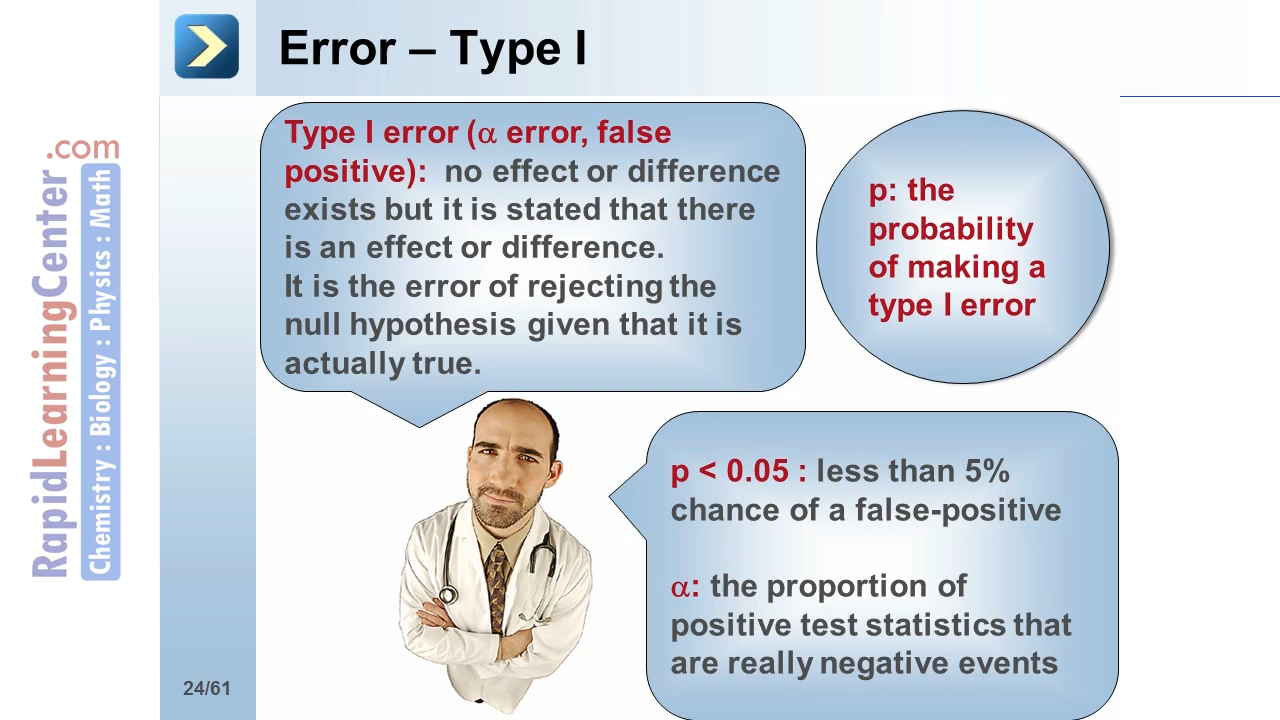 Error – Type I
Type I error (α error, false
positive):  no effect or difference
exists but it is stated that there
is an effect or difference.
It is the error of rejecting the
null hypothesis given that it is
actually true.
p: the
probability
of making a
type I error
p < 0.05 : less than 5%
chance of a false-positive
α: the proportion of
positive test statistics that
are really negative events
RapidLearningCenter.com
Chemistry : Biology : Physics : Math
24/61